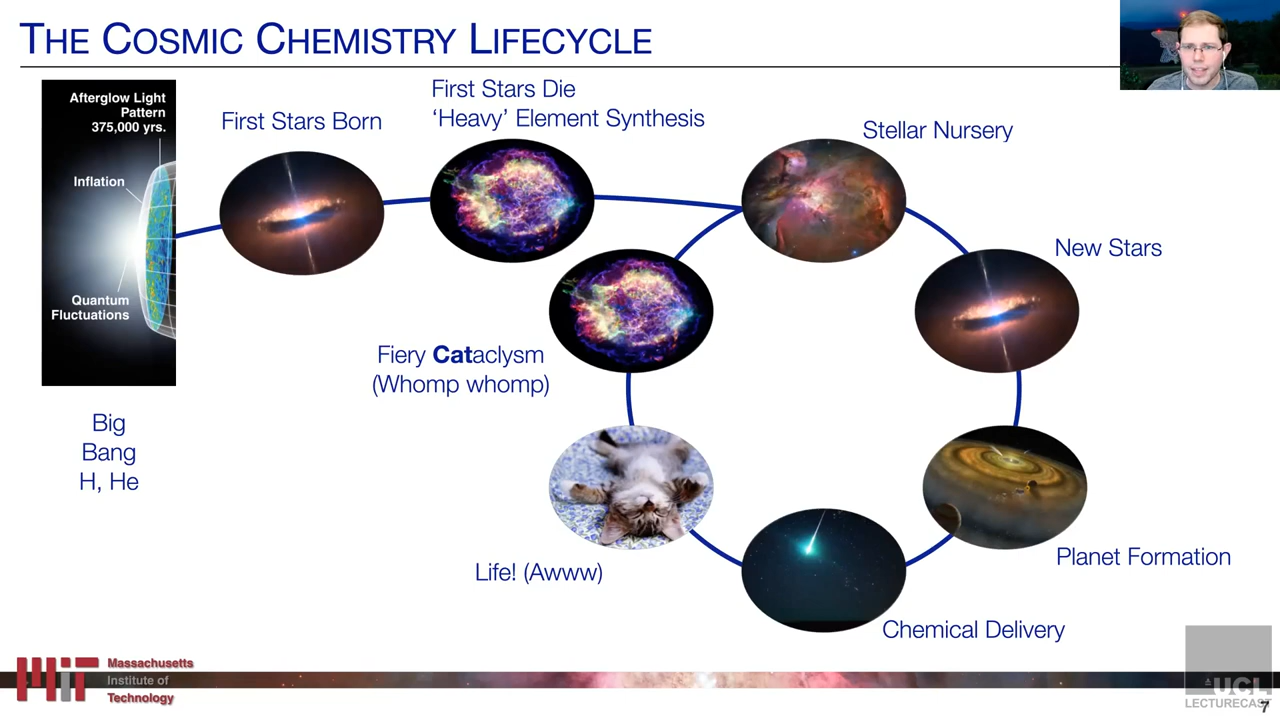 THE COSMIC CHEMISTRY LIFECYCLE
Afterglow Light
Pattern
375,000 yrs.
Inflation
Quantum
Fluctuations
Big
Bang
H, He
First Stars Born
First Stars Die
‘Heavy’ Element Synthesis
Stellar Nursery
New Stars
Planet Formation
Chemical Delivery
Life! (Awww)
Fiery Cataclysm
(Whomp whomp)
MIT
Massachusetts
Institute of
Technology
UCL
LECTURECAST
7